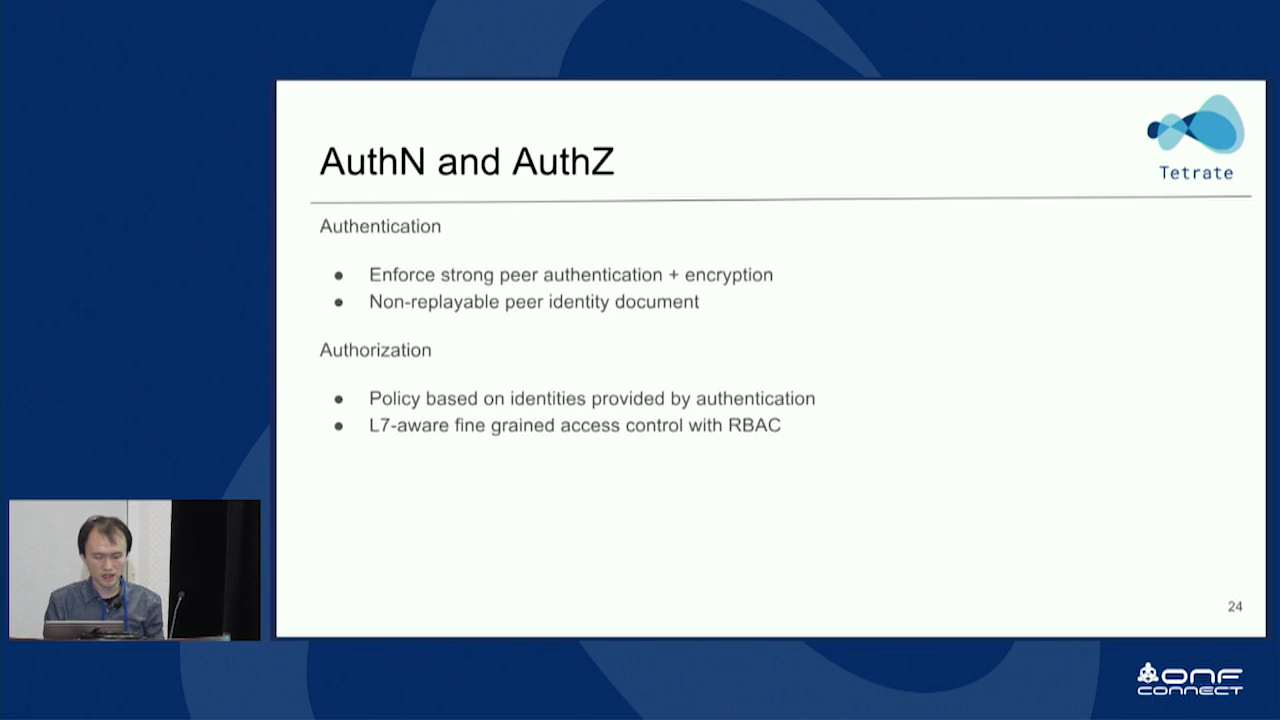 AuthN and AuthZ
Tetrate
Authentication
● Enforce strong peer authentication + encryption
● Non-replayable peer identity document
Authorization
● Policy based on identities provided by authentication
● L7-aware fine grained access control with RBAC
24
ONF
CONNECT